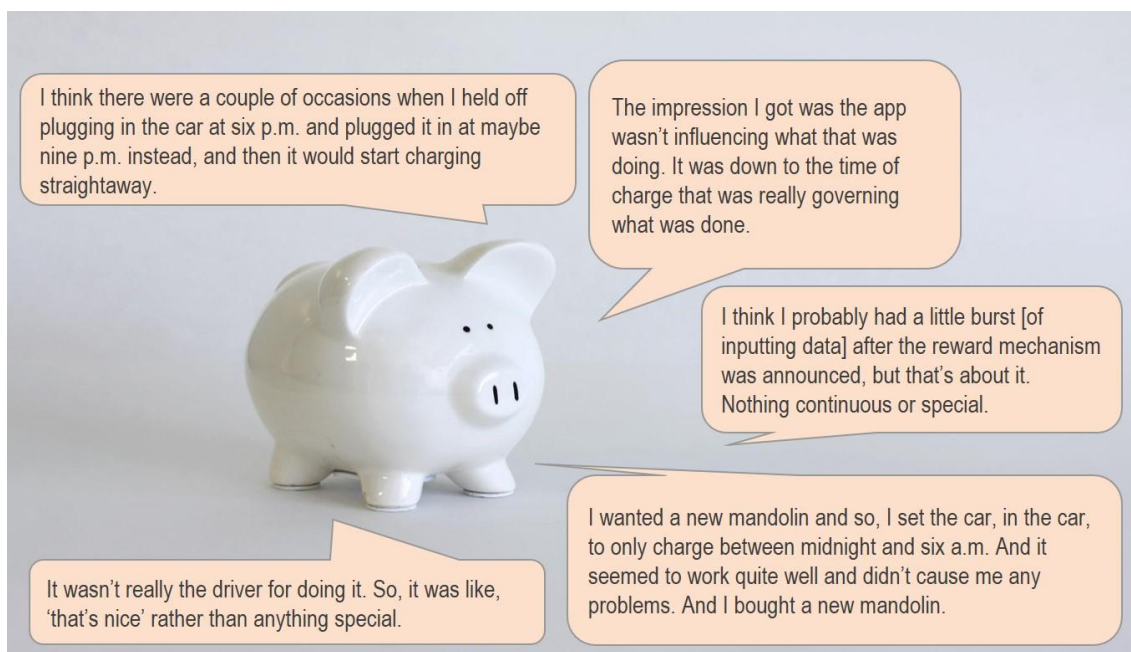 I think there were a couple of occasions when I held off
plugging in the car at six p.m. and plugged it in at maybe
nine p.m. instead, and then it would start charging
straightaway.
The impression I got was the app
wasn’t influencing what that was
doing. It was down to the time of
charge that was really governing
what was done.
I think I probably had a little burst [of
inputting data] after the reward mechanism
was announced, but that’s about it.
Nothing continuous or special.
I wanted a new mandolin and so, I set the car, in the car,
to only charge between midnight and six a.m. And it
seemed to work quite well and didn’t cause me any
problems. And I bought a new mandolin.
It wasn’t really the driver for doing it. So, it was like,
‘that’s nice’ rather than anything special.